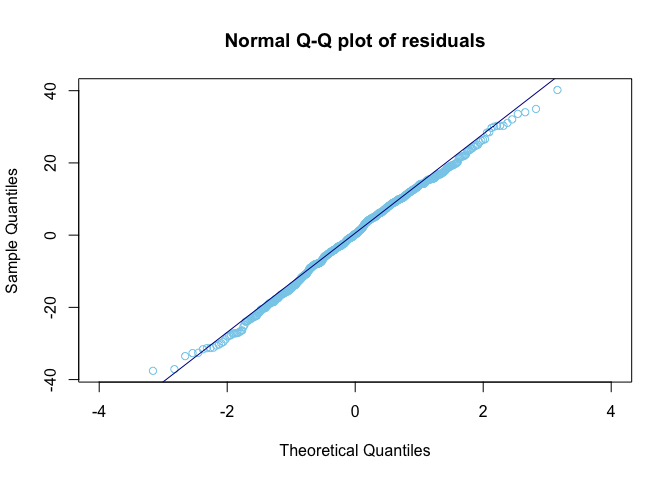 Normal Q-Q plot of residuals
Sample Quantiles
40
20
0
-20
-40
-4 -2 0 2 4
Theoretical Quantiles